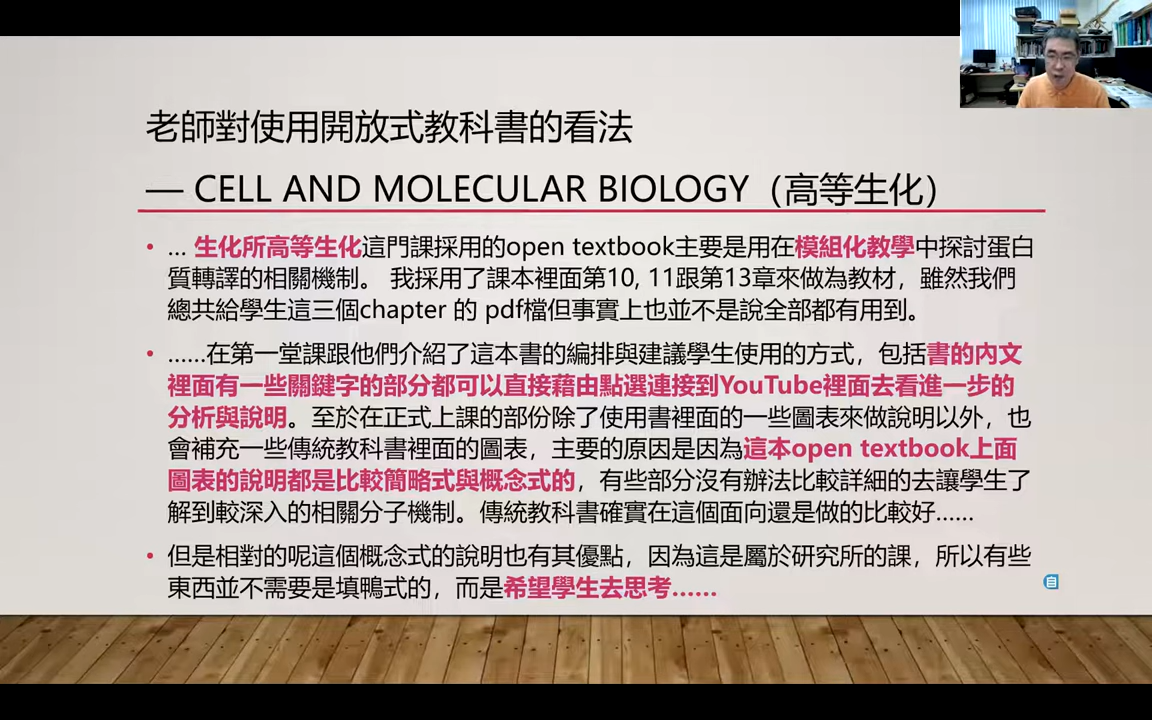 老師對使用開放式教科書的看法
— CELL AND MOLECULAR BIOLOGY（高等生化）
• ... 生化所高等生化這門課採用的open textbook主要是用在模組化教學中探討蛋白
質轉譯的相關機制。 我採用了課本裡面第10, 11跟第13章來做為教材，雖然我們
總共給學生這三個chapter 的 pdf檔但事實上也並不是說全部都有用到。
• ......在第一堂課跟他們介紹了這本書的編排與建議學生使用的方式，包括書的內文
裡面有一些關鍵字的部分都可以直接藉由點選連接到YouTube裡面去看進一步的
分析與說明。至於在正式上課的部份除了使用書裡面的一些圖表來做說明以外，也
會補充一些傳統教科書裡面的圖表，主要的原因是因為這本open textbook上面
圖表的說明都是比較簡略式與概念式的，有些部分沒有辦法比較詳細的去讓學生了
解到較深入的相關分子機制。傳統教科書確實在這個面向還是做的比較好......
• 但是相對的呢這個概念式的說明也有其優點，因為這是屬於研究所的課，所以有些
東西並不需要是填鴨式的，而是希望學生去思考......